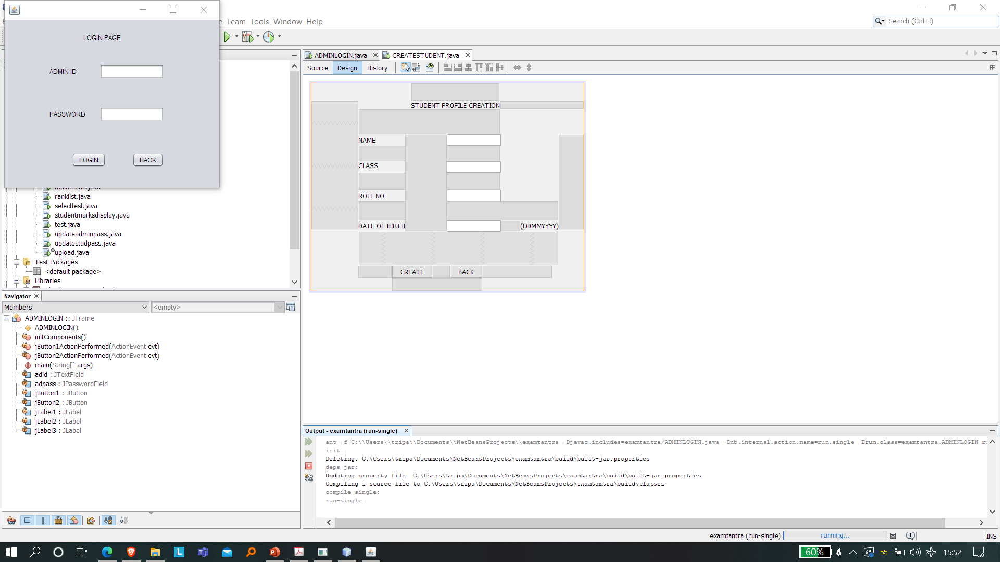 Team Tools Window Help
Search (Ctrl+I)
LOGIN PAGE
ADMIN ID
PASSWORD
LOGIN BACK
ranklist.java
selecttest.java
studentmarksdisplay.java
test.java
updateadminpass.java
updatestudpass.java
upload.java
Test Packages
<default package>
Libraries
ADMINLOGIN.java CREATESTUDENT.java
Source Design History
STUDENT PROFILE CREATION
NAME
CLASS
ROLL NO
DATE OF BIRTH (DDMMYYYY)
CREATE BACK
Navigator
Members <empty>
ADMINLOGIN :: JFrame
ADMINLOGIN()
initComponents()
jButton1ActionPerformed(ActionEvent evt)
jButton2ActionPerformed(ActionEvent evt)
main(String[] args)
adid : JTextField
adpass : JPasswordField
jButton1 : JButton
jButton2 : JButton
jLabel1 : JLabel
jLabel2 : JLabel
jLabel3 : JLabel
Output - examtantra (run-single)
ant -f C:\\Users\\tripa\\Documents\\NetBeansProjects\\examtantra -Djavac.includes=examtantra/ADMINLOGIN.java -Dnb.internal.action.name=run.single -Drun.class=examtantra.ADMINLOGIN
init:
Deleting: C:\Users\tripa\Documents\NetBeansProjects\examtantra\build\built-jar.properties
deps-jar:
Updating property file: C:\Users\tripa\Documents\NetBeansProjects\examtantra\build\built-jar.properties
Compiling 1 source file to C:\Users\tripa\Documents\NetBeansProjects\examtantra\build\classes
compile-single:
run-single:
examtantra (run-single) running... 1 INS
60% 55 15:52